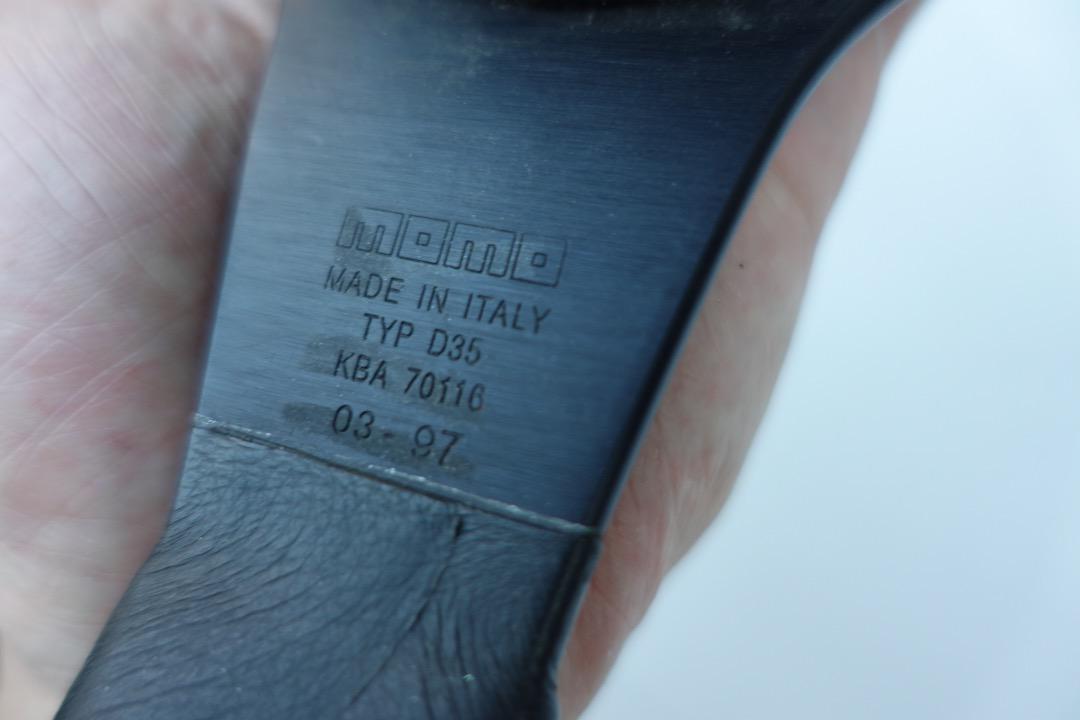 momo
MADE IN ITALY
TYP D35
KBA 70116
03-97